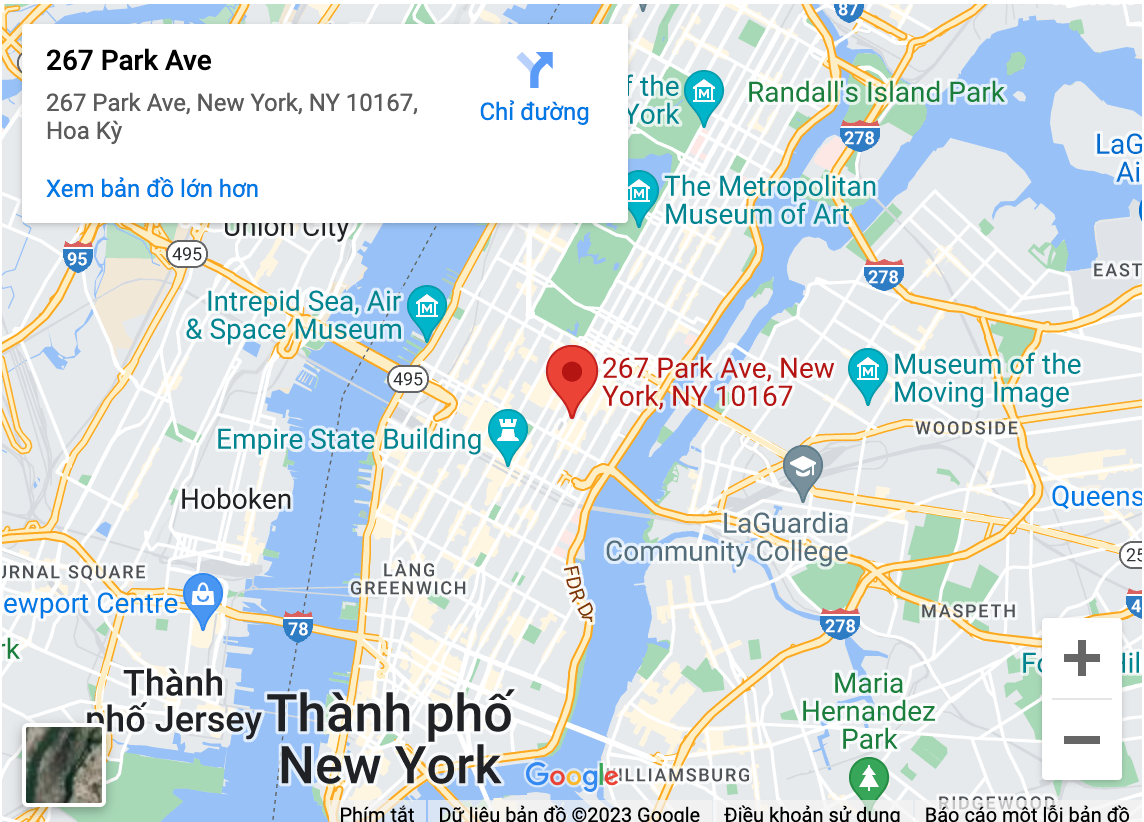 267 Park Ave
267 Park Ave, New York, NY 10167,
Hoa Kỳ
Chỉ đường
Xem bản đồ lớn hơn
87
f the
York
Randall's Island Park
278
LaG
Ai
The Metropolitan
Museum of Art
Union City
495
95
278
EAST
Intrepid Sea, Air
& Space Museum
495
267 Park Ave, New
York, NY 10167
Museum of the
Moving Image
WOODSIDE
Empire State Building
Hoboken
Queens
LaGuardia
Community College
25
URNAL SQUARE
LÀNG
GREENWICH
FDR Dr
ewport Centre
78
278
MASPETH
4
rk
Thành
phố Jersey
Thành phố
New York
Maria
Hernandez
Park
Google
ILLIAMSBURG
RIDGEWOOD
Phím tắt
Dữ liệu bản đồ ©2023 Google
Điều khoản sử dụng
Báo cáo một lỗi bản đồ